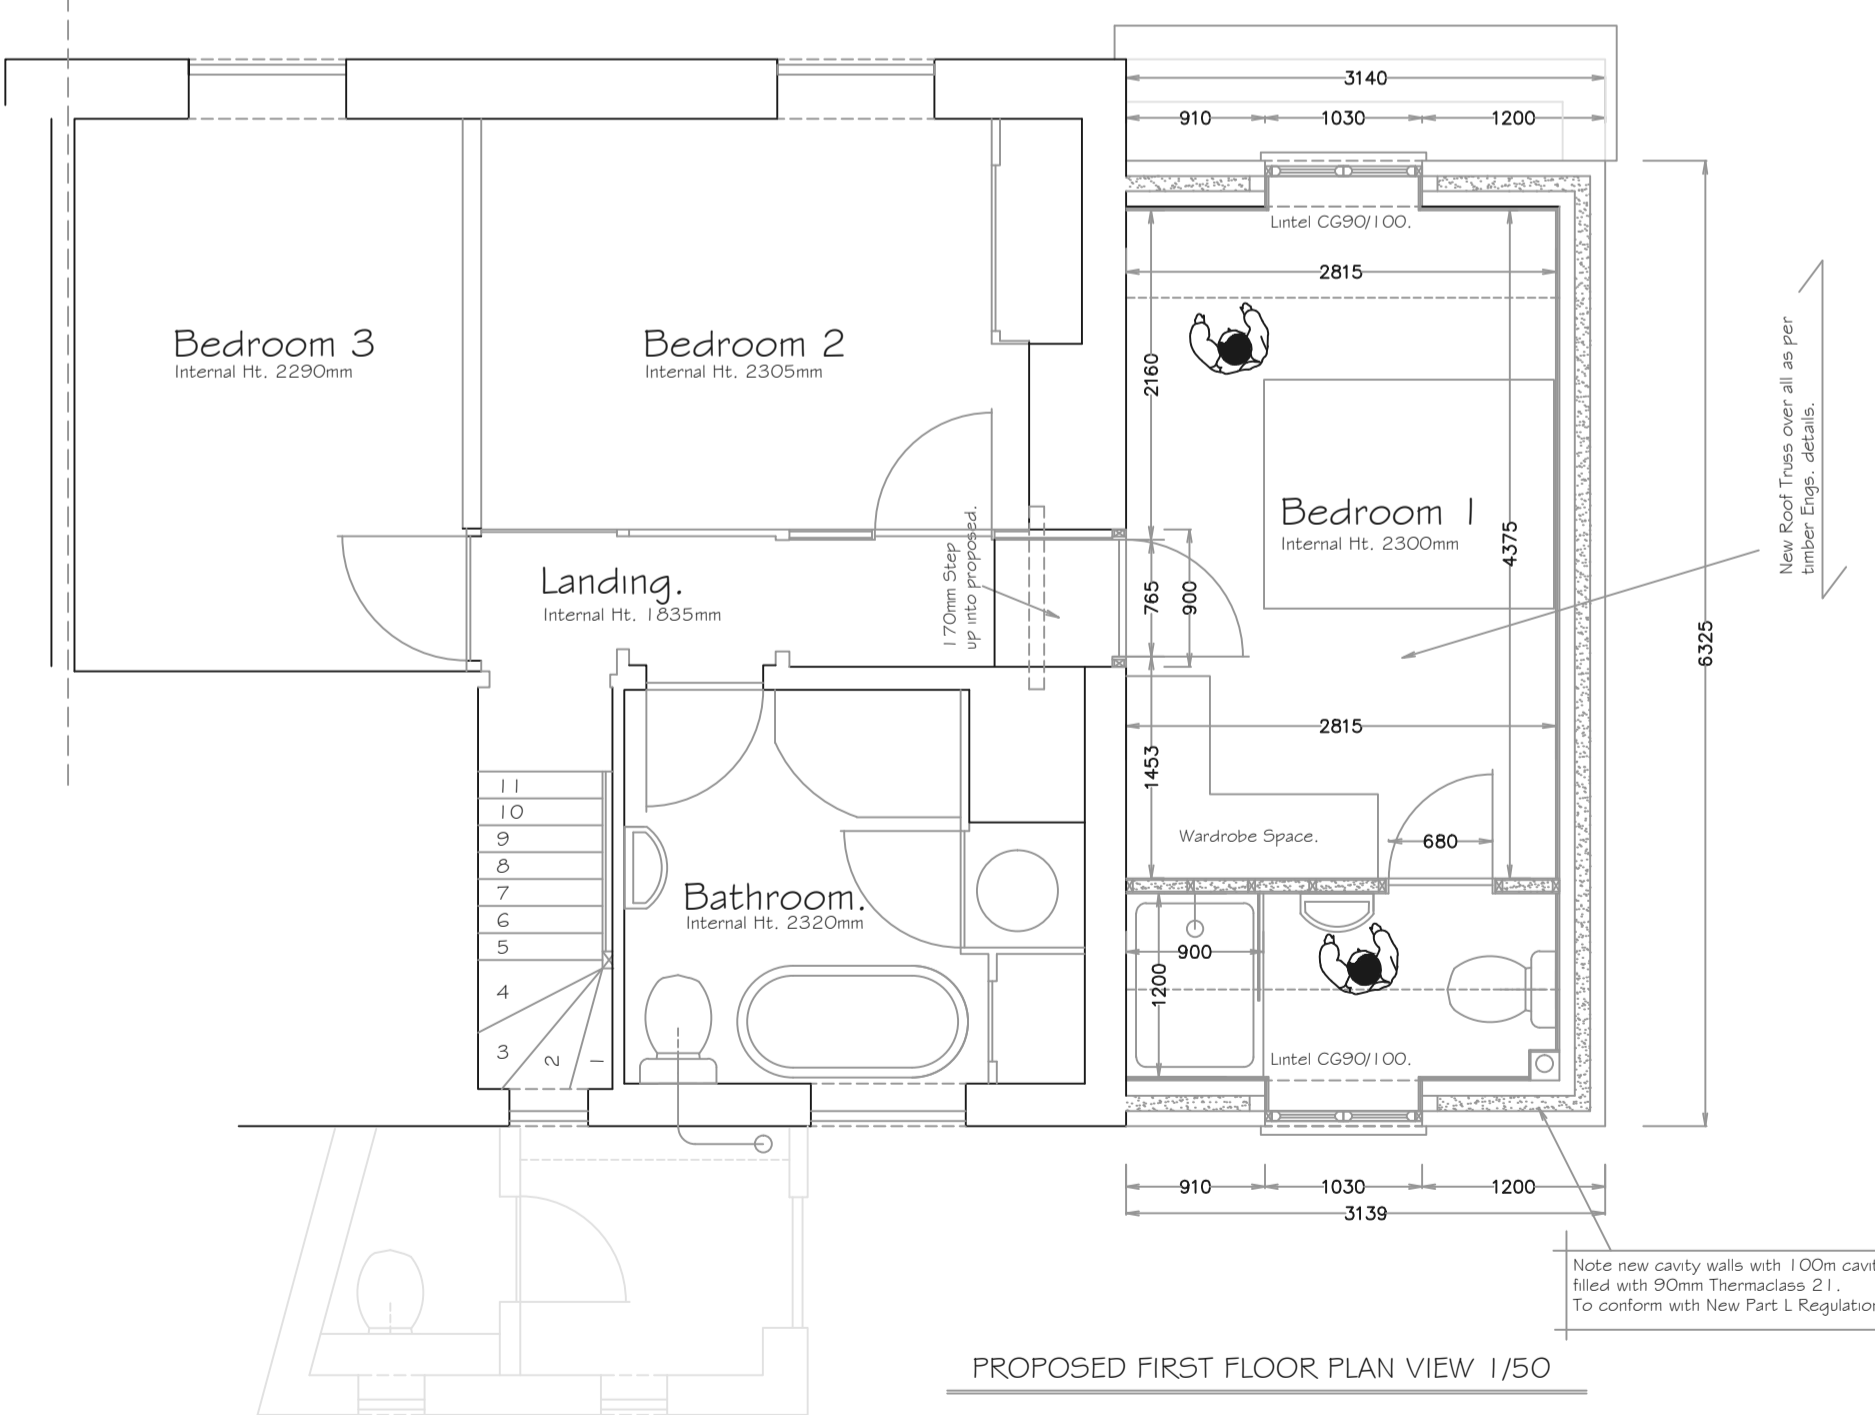 3140
910
1030
1200
Lintel CG90/100.
2815
Bedroom 3
Internal Ht. 2290mm
Bedroom 2
Internal Ht. 2305mm
2160
Bedroom 1
Internal Ht. 2300mm
4375
New Roof Truss over all as per
timber Engs. details.
Landing.
Internal Ht. 1835mm
170mm Step
up into proposed.
765
900
6325
2815
1453
Wardrobe Space.
680
11
10
9
8
7
6
5
4
3
2
1
Bathroom.
Internal Ht. 2320mm
900
1200
Lintel CG90/100.
910
1030
1200
3139
Note new cavity walls with 100m
filled with 90mm Thermaclass 21.
To conform with New Part L
PROPOSED FIRST FLOOR PLAN VIEW 1/50